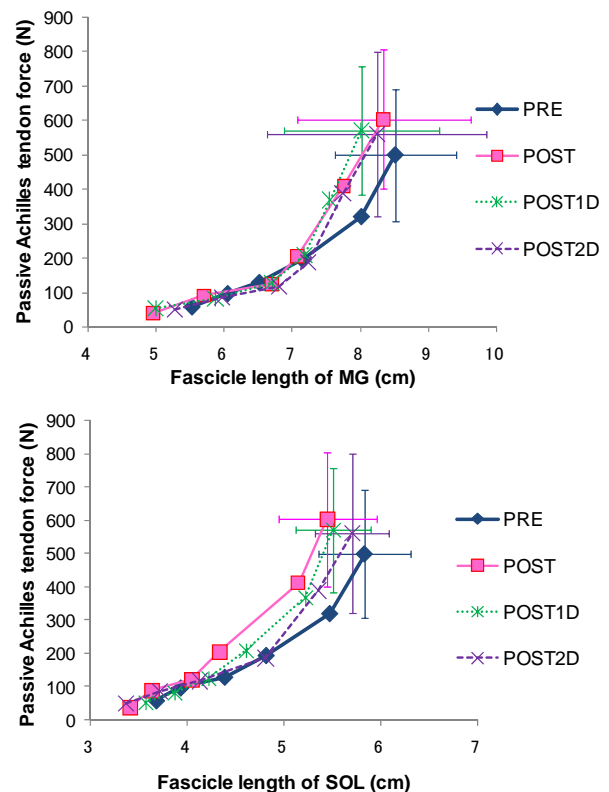 900
800
700
600
500
400
300
200
100
0
Passive Achilles tendon force (N)
4 5 6 7 8 9 10
Fascicle length of MG (cm)
PRE
POST
POST1D
POST2D
900
800
700
600
500
400
300
200
100
0
Passive Achilles tendon force (N)
3 4 5 6 7
Fascicle length of SOL (cm)
PRE
POST
POST1D
POST2D